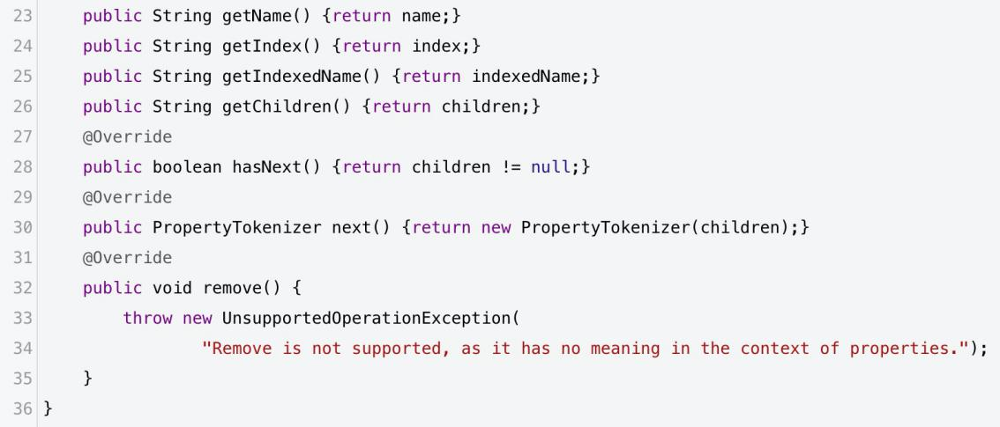 23 public String getName() {return name;}
24 public String getIndex() {return index;}
25 public String getIndexedName() {return indexedName;}
26 public String getChildren() {return children;}
27 @Override
28 public boolean hasNext() {return children != null;}
29 @Override
30 public PropertyTokenizer next() {return new PropertyTokenizer(children);}
31 @Override
32 public void remove() {
33 throw new UnsupportedOperationException(
34 "Remove is not supported, as it has no meaning in the context of properties.");
35 }
36 }